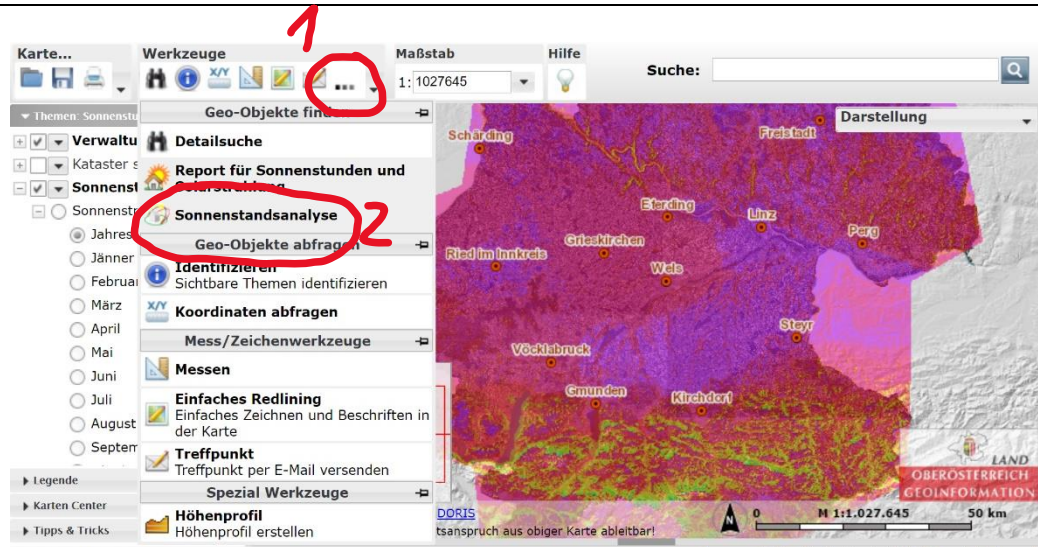 1
Karte...
Werkzeuge
Maßstab
Hilfe
X/Y
...
1: 1027645
Suche:
Themen: Sonnenstu
Verwaltu
Kataster s
Sonnenst
Sonnenstr
Jahres
Jänner
Februar
März
April
Mai
Juni
Juli
August
Septem
Legende
Karten Center
Tipps & Tricks
Geo-Objekte finden
Detailsuche
Report für Sonnenstunden und
Solarstrahlung
Sonnenstandsanalyse
2
Geo-Objekte abfragen
Identifizieren
Sichtbare Themen identifizieren
X/Y
Koordinaten abfragen
Mess/Zeichenwerkzeuge
Messen
Einfaches Redlining
Einfaches Zeichnen und Beschriften in
der Karte
Treffpunkt
Treffpunkt per E-Mail versenden
Spezial Werkzeuge
Höhenprofil
Höhenprofil erstellen
Darstellung
Schärding
Freistadt
Eferding
Linz
Perg
Grieskirchen
Ried im Innkreis
Wels
Steyr
Vöcklabruck
Gmunden
Kirchdorf
LAND
OBERÖSTERREICH
GEOINFORMATION
DORIS
tsanspruch aus obiger Karte ableitbar!
N
0
M 1:1.027.645
50 km